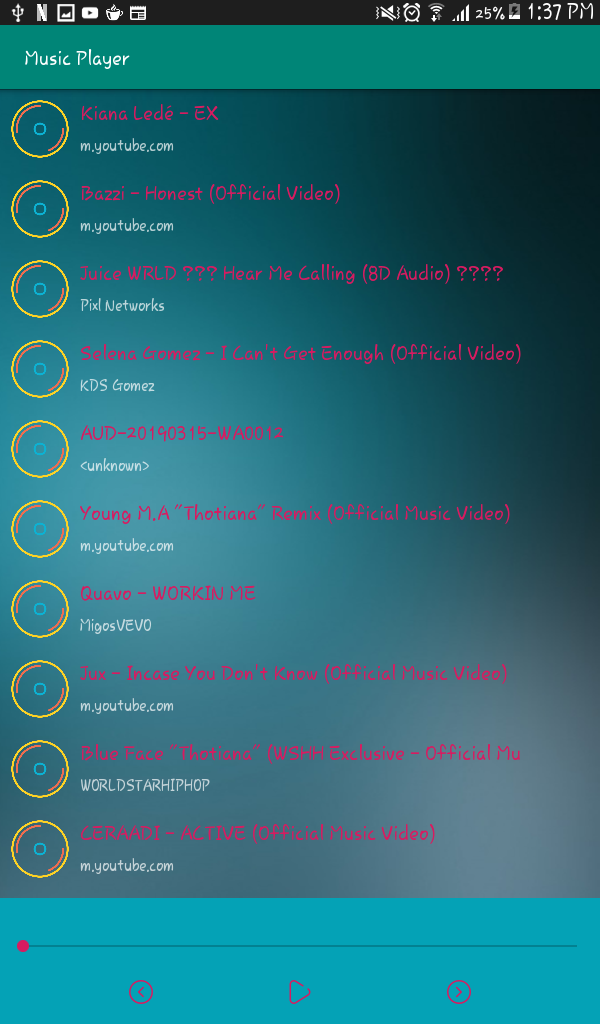 25% 1:37 PM
Music Player
Kiana Ledé - EX
m.youtube.com
Bazzi - Honest (Official Video)
m.youtube.com
Juice WRLD ??? Hear Me Calling (8D Audio) ????
Pixl Networks
Selena Gomez - I Can't Get Enough (Official Video)
KDS Gomez
AUD-20190315-WA0012
<unknown>
Young M.A "Thotiana" Remix (Official Music Video)
m.youtube.com
Quavo - WORKIN ME
MigosVEVO
Jux - Incase You Don't Know (Official Music Video)
m.youtube.com
Blue Face "Thotiana" (WSHH Exclusive - Official Mu
WORLDSTARHIPHOP
CERAADI - ACTIVE (Official Music Video)
m.youtube.com